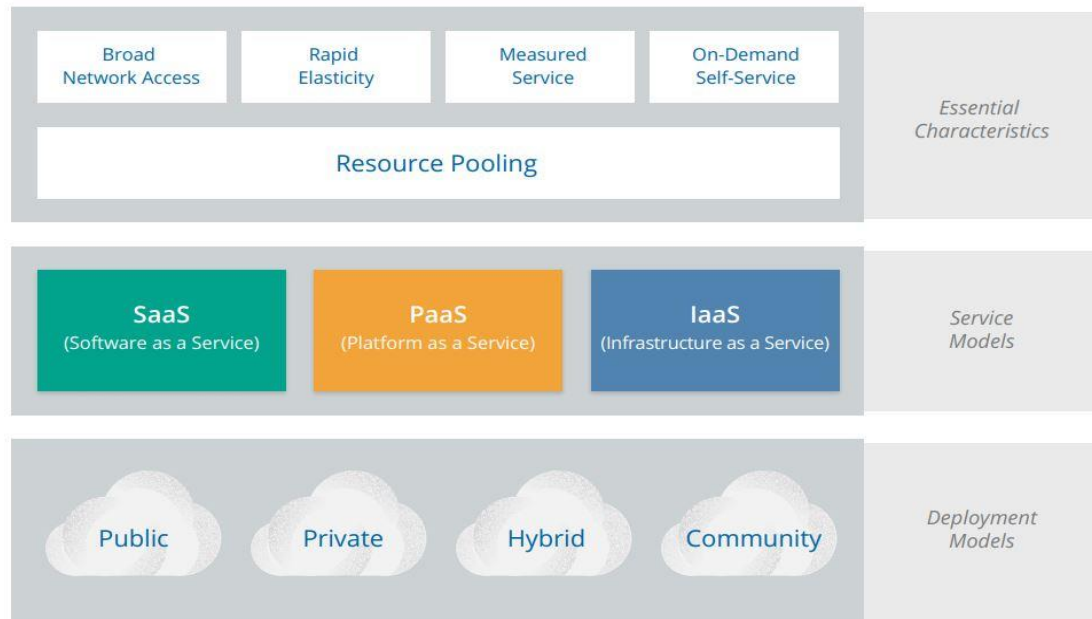 Broad
Network Access
Rapid
Elasticity
Measured
Service
On-Demand
Self-Service
Resource Pooling
Essential
Characteristics
SaaS
(Software as a Service)
PaaS
(Platform as a Service)
IaaS
(Infrastructure as a Service)
Service
Models
Public
Private
Hybrid
Community
Deployment
Models